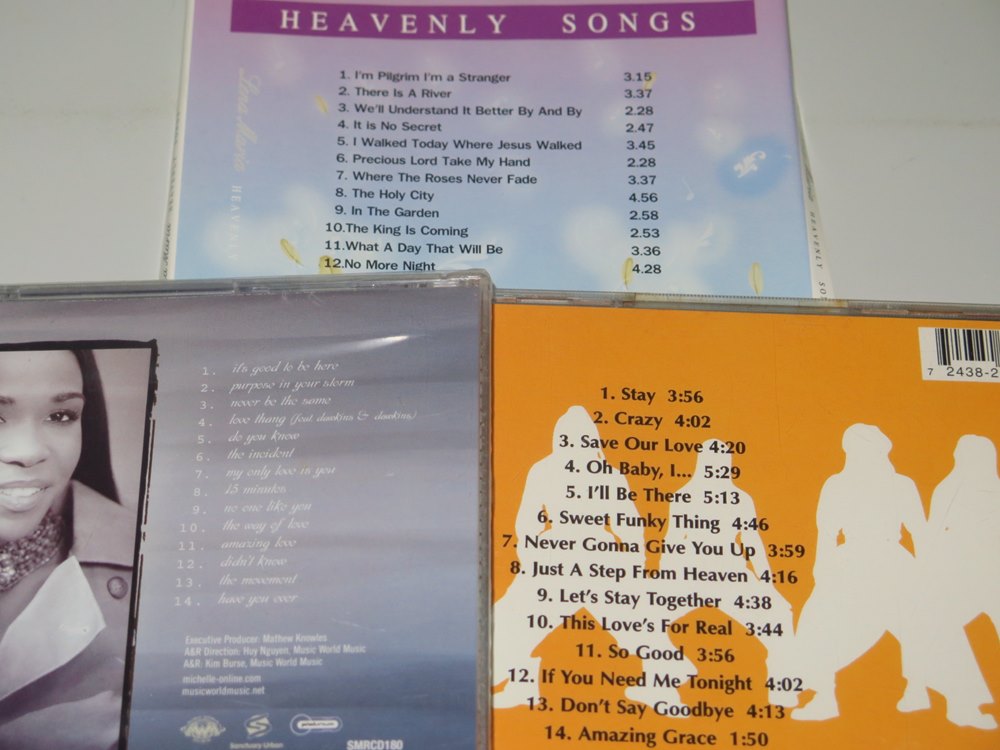 HEAVENLY SONGS
1. I'm Pilgrim I'm a Stranger 3.15
2. There Is A River 3.37
3. We'll Understand It Better By And By 2.28
4. It is No Secret 2.47
5. I Walked Today Where Jesus Walked 3.45
6. Precious Lord Take My Hand 2.28
7. Where The Roses Never Fade 3.37
8. The Holy City 4.56
9. In The Garden 2.58
10.The King Is Coming 2.53
11.What A Day That Will Be 3.36
12.No More Night 4.28
HEAVENLY
HEAVENLY
1. it's good to be here
2. purpose in your storm
3. never be the same
4. love thang (feat dawkins & dawkins)
5. do you know
6. the incident
7. my only love is you
8. 15 minutes
9. no one like you
10. the way of love
11. amazing love
12. didn't know
13. the movement
14. have you ever
Executive Producer: Mathew Knowles
A&R Direction: Huy Nguyen, Music World Music
A&R: Kim Burse, Music World Music
michelle-online.com
musicworldmusic.net
Sanctuary Urban
SMRCD180
7 2438-2
1. Stay 3:56
2. Crazy 4:02
3. Save Our Love 4:20
4. Oh Baby, I... 5:29
5. I'll Be There 5:13
6. Sweet Funky Thing 4:46
7. Never Gonna Give You Up 3:59
8. Just A Step From Heaven 4:16
9. Let's Stay Together 4:38
10. This Love's For Real 3:44
11. So Good 3:56
12. If You Need Me Tonight 4:02
13. Don't Say Goodbye 4:13
14. Amazing Grace 1:50